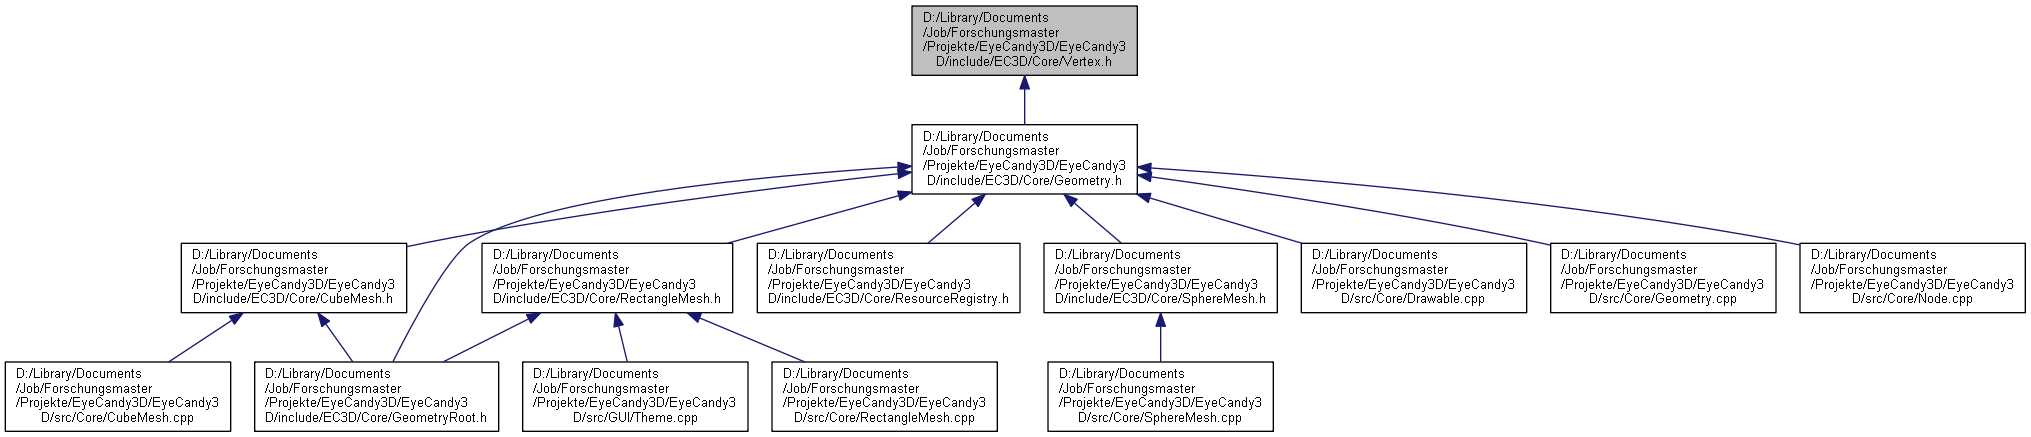 D:/Library/Documents
/Job/Forschungsmaster
/Projekte/EyeCandy3D/EyeCandy3
D/include/EC3D/Core/Vertex.h
D:/Library/Documents
/Job/Forschungsmaster
/Projekte/EyeCandy3D/EyeCandy3
D/include/EC3D/Core/Geometry.h
D:/Library/Documents
/Job/Forschungsmaster
/Projekte/EyeCandy3D/EyeCandy3
D/include/EC3D/Core/CubeMesh.h
D:/Library/Documents
/Job/Forschungsmaster
/Projekte/EyeCandy3D/EyeCandy3
D/include/EC3D/Core/RectangleMesh.h
D:/Library/Documents
/Job/Forschungsmaster
/Projekte/EyeCandy3D/EyeCandy3
D/include/EC3D/Core/ResourceRegistry.h
D:/Library/Documents
/Job/Forschungsmaster
/Projekte/EyeCandy3D/EyeCandy3
D/include/EC3D/Core/SphereMesh.h
D:/Library/Documents
/Job/Forschungsmaster
/Projekte/EyeCandy3D/EyeCandy3
D/src/Core/Drawable.cpp
D:/Library/Documents
/Job/Forschungsmaster
/Projekte/EyeCandy3D/EyeCandy3
D/src/Core/Geometry.cpp
D:/Library/Documents
/Job/Forschungsmaster
/Projekte/EyeCandy3D/EyeCandy3
D/src/Core/Node.cpp
D:/Library/Documents
/Job/Forschungsmaster
/Projekte/EyeCandy3D/EyeCandy3
D/src/Core/CubeMesh.cpp
D:/Library/Documents
/Job/Forschungsmaster
/Projekte/EyeCandy3D/EyeCandy3
D/include/EC3D/Core/GeometryRoot.h
D:/Library/Documents
/Job/Forschungsmaster
/Projekte/EyeCandy3D/EyeCandy3
D/src/GUI/Theme.cpp
D:/Library/Documents
/Job/Forschungsmaster
/Projekte/EyeCandy3D/EyeCandy3
D/src/Core/RectangleMesh.cpp
D:/Library/Documents
/Job/Forschungsmaster
/Projekte/EyeCandy3D/EyeCandy3
D/src/Core/SphereMesh.cpp